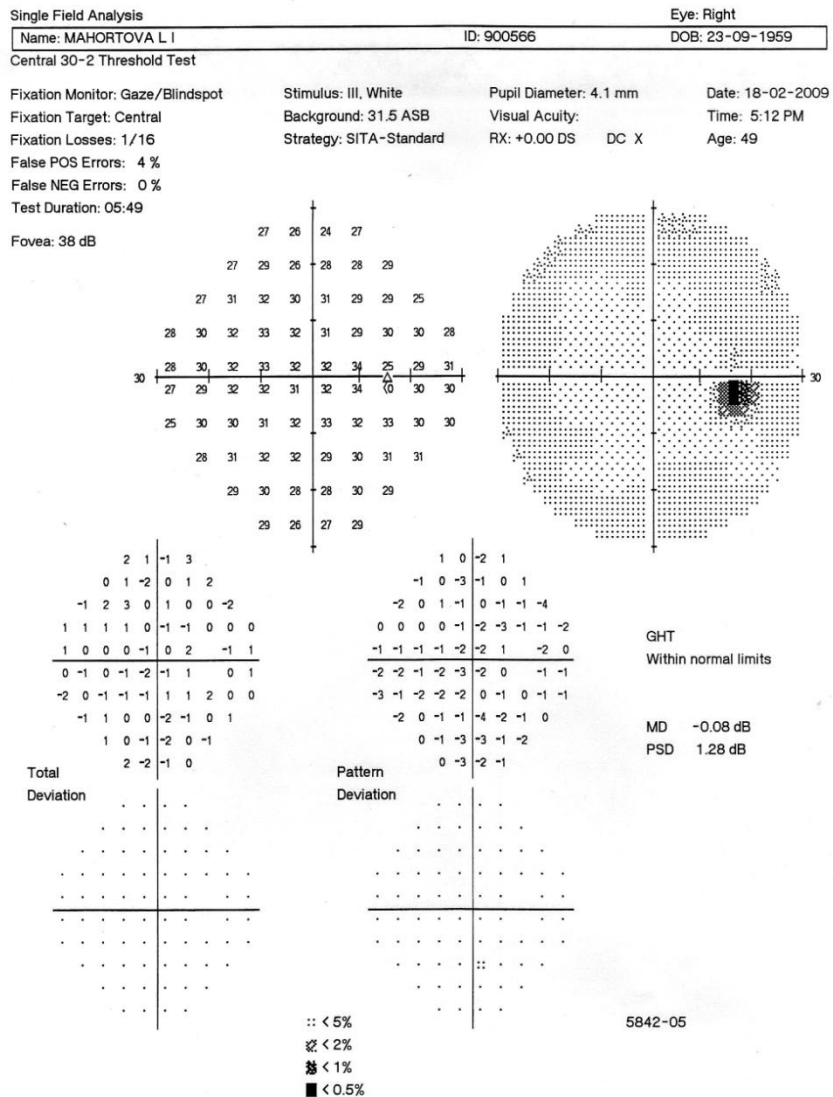 Single Field Analysis
Eye: Right
Name: MAHORTOVA L I ID: 900566 DOB: 23-09-1959
Central 30-2 Threshold Test
Fixation Monitor: Gaze/Blindspot Stimulus: III, White Pupil Diameter: 4.1 mm Date: 18-02-2009
Fixation Target: Central Background: 31.5 ASB Visual Acuity: Time: 5:12 PM
Fixation Losses: 1/16 Strategy: SITA-Standard RX: +0.00 DS DC X Age: 49
False POS Errors: 4 %
False NEG Errors: 0 %
Test Duration: 05:49
Fovea: 38 dB
27 26 24 27
27 29 26 28 28 29
27 31 32 30 31 29 29 25
28 30 32 33 32 31 29 30 30 28
28 30 32 33 32 32 34 25 29 31
30 30
27 29 32 32 31 32 34 <0 30 30
25 30 30 31 32 33 32 33 30 30
28 31 32 32 29 30 31 31
29 30 28 28 30 29
29 26 27 29
2 1 -1 3
0 1 -2 0 1 2
-1 2 3 0 1 0 0 -2
1 1 1 1 0 -1 -1 0 0 0
1 0 0 0 -1 0 2 -1 1
0 -1 0 -1 -2 -1 1 0 1
-2 0 -1 -1 -1 1 1 2 0 0
-1 1 0 0 -2 -1 0 1
1 0 -1 -2 0 -1
2 -2 -1 0
Total
Deviation
1 0 -2 1
-1 0 -3 -1 0 1
-2 0 1 -1 0 -1 -1 -4
0 0 0 0 -1 -2 -3 -1 -1 -2
-1 -1 -1 -1 -2 -2 1 -2 0
-2 -2 -1 -2 -3 -2 0 -1 -1
-3 -1 -2 -2 -2 0 -1 0 -1 -1
-2 0 -1 -1 -4 -2 -1 0
0 -1 -3 -3 -1 -2
0 -3 -2 -1
Pattern
Deviation
GHT
Within normal limits
MD -0.08 dB
PSD 1.28 dB
< 5%
< 2%
< 1%
< 0.5%
5842-05